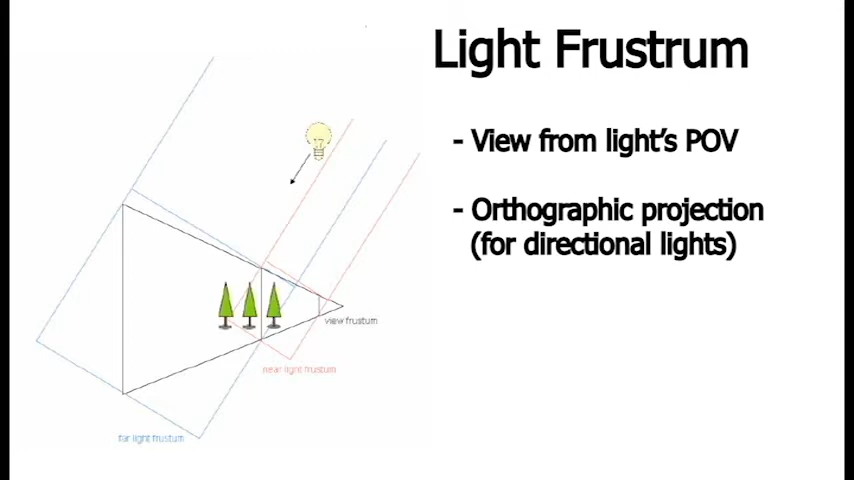 Light Frustrum
- View from light's POV
- Orthographic projection
(for directional lights)
view frustum
near light frustum
far light frustum